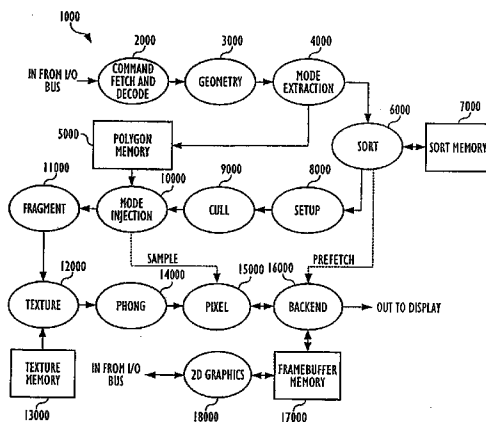 1000
2000
3000
4000
IN FROM I/O
BUS
COMMAND
FETCH AND
DECODE
GEOMETRY
MODE
EXTRACTION
5000
POLYGON
MEMORY
6000
SORT
7000
SORT MEMORY
11000
FRAGMENT
10000
MODE
INJECTION
9000
CULL
8000
SETUP
SAMPLE
PREFETCH
12000
TEXTURE
14000
PHONG
15000
PIXEL
16000
BACKEND
OUT TO DISPLAY
TEXTURE
MEMORY
13000
IN FROM I/O
BUS
2D GRAPHICS
18000
FRAMEBUFFER
MEMORY
17000